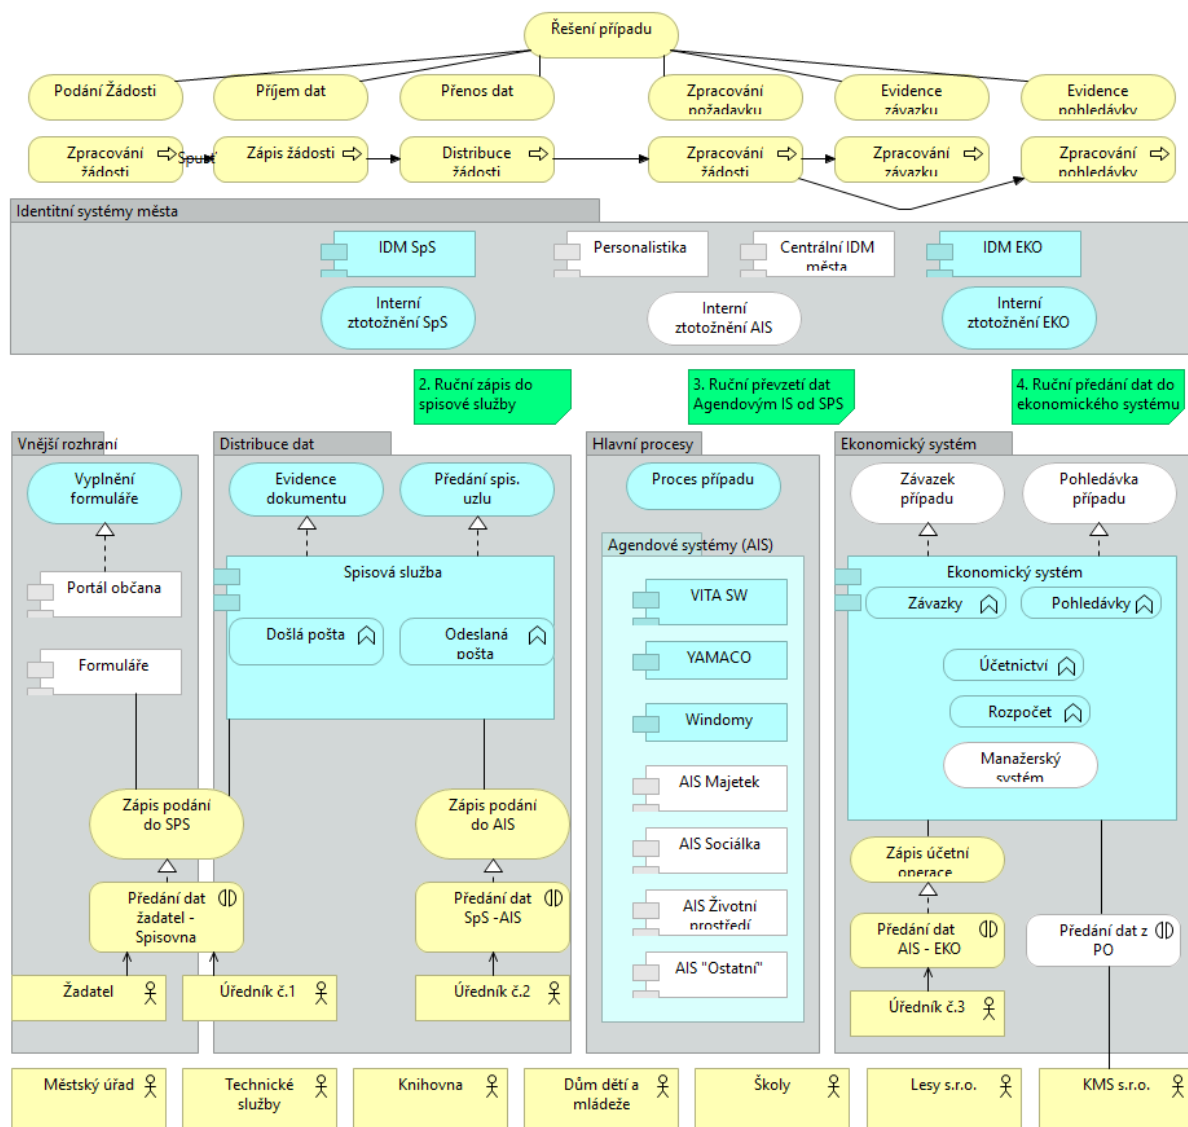 Řešení případu
Podání Žádosti
Příjem dat
Přenos dat
Zpracování
požadavku
Evidence
závazku
Evidence
pohledávky
Zpracování
žádosti
Spustí
Zápis žádosti
Distribuce
žádosti
Zpracování
žádosti
Zpracování
závazku
Zpracování
pohledávky
Identitní systémy města
IDM SpS
Personalistika
Centrální IDM
města
IDM EKO
Interní
ztotožnění SpS
Interní
ztotožnění AIS
Interní
ztotožnění EKO
2. Ruční zápis do
spisové služby
3. Ruční převzetí dat
Agendovým IS od SPS
4. Ruční předání dat do
ekonomického systému
Vnější rozhraní
Distribuce dat
Hlavní procesy
Ekonomický systém
Vyplnění
formuláře
Evidence
dokumentu
Předání spis.
uzlu
Proces případu
Závazek
případu
Pohledávka
případu
Portál občana
Formuláře
Spisová služba
Došlá pošta
Odeslaná
pošta
Agendové systémy (AIS)
VITA SW
YAMACO
Windomy
AIS Majetek
AIS Sociálka
AIS Životní
prostředí
AIS "Ostatní"
Ekonomický systém
Závazky
Pohledávky
Účetnictví
Rozpočet
Manažerský
systém
Zápis podání
do SPS
Zápis podání
do AIS
Zápis účetní
operace
Předání dat
žadatel -
Spisovna
Předání dat
SpS -AIS
Předání dat
AIS - EKO
Předání dat z
PO
Žadatel
Úředník č.1
Úředník č.2
Úředník č.3
Městský úřad
Technické
služby
Knihovna
Dům dětí a
mládeže
Školy
Lesy s.r.o.
KMS s.r.o.